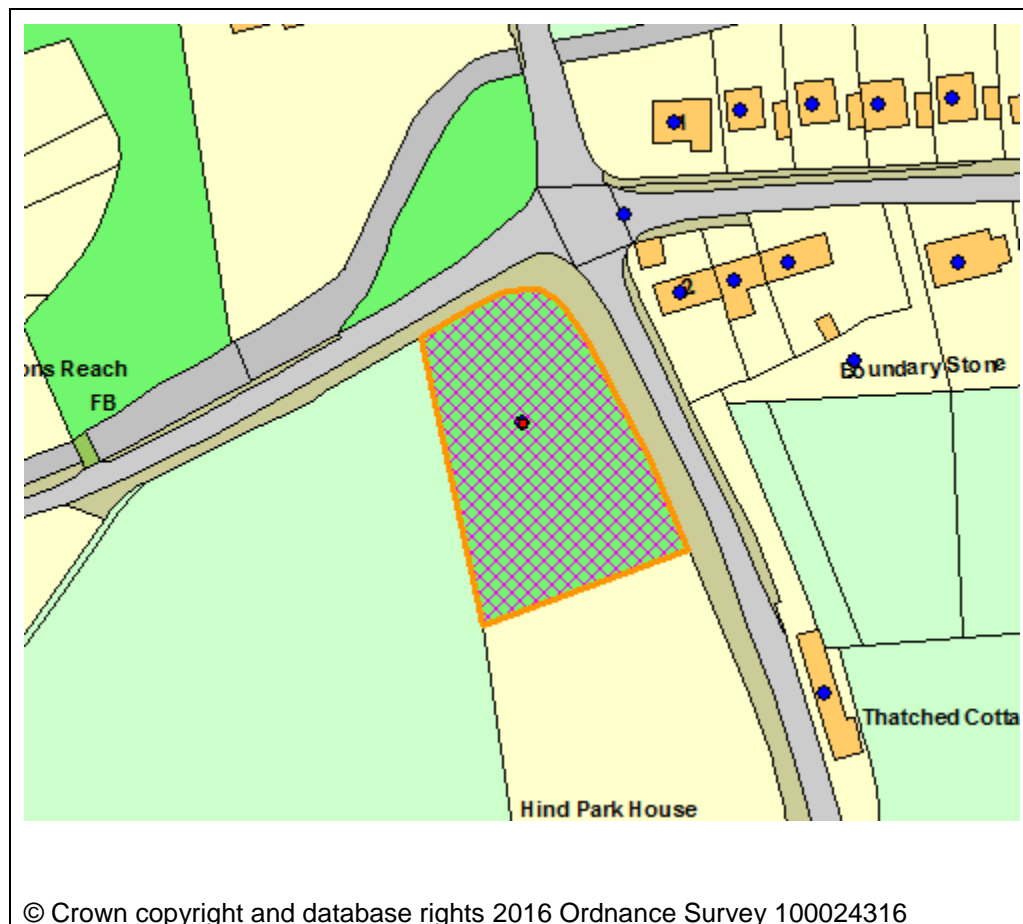 1
2
Boundary Stone
ons Reach
FB
Thatched Cotta
Hind Park House
© Crown copyright and database rights 2016 Ordnance Survey 100024316